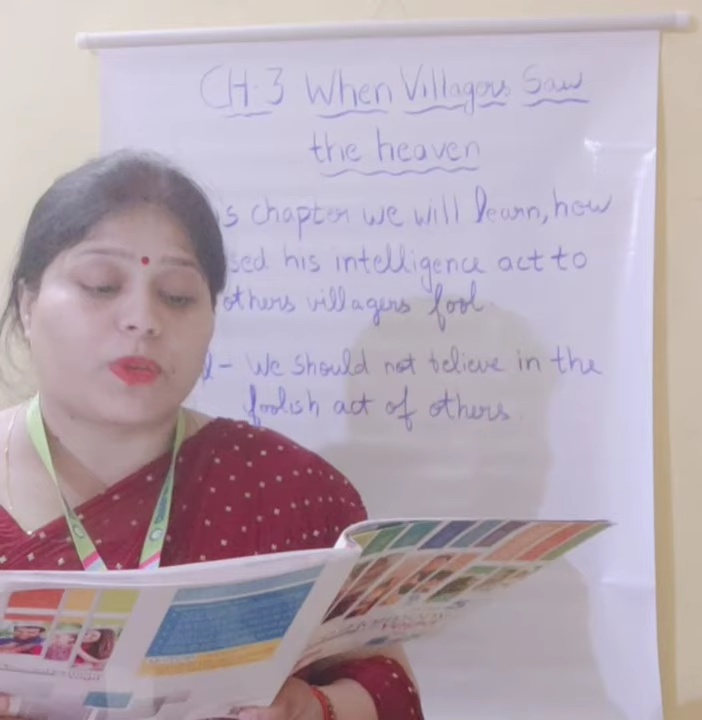 CH.3 When Villagers Saw
the heaven
s chapter we will learn, how
sed his intelligence act to
others villagers fool.
l - We should not believe in the
foolish act of others.